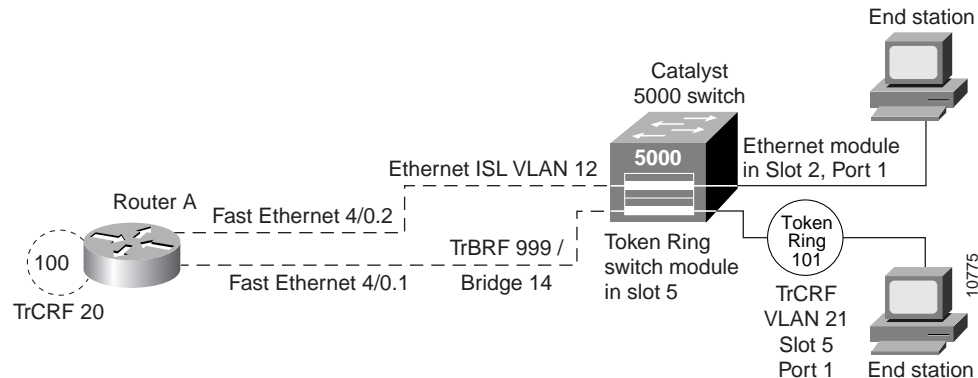 End station
Catalyst
5000 switch
5000
Ethernet module
in Slot 2, Port 1
Ethernet ISL VLAN 12
Router A
Fast Ethernet 4/0.2
100
TrCRF 20
Fast Ethernet 4/0.1
TrBRF 999 /
Bridge 14
Token Ring
switch module
in slot 5
Token
Ring
101
TrCRF
VLAN 21
Slot 5
Port 1
End station
10775